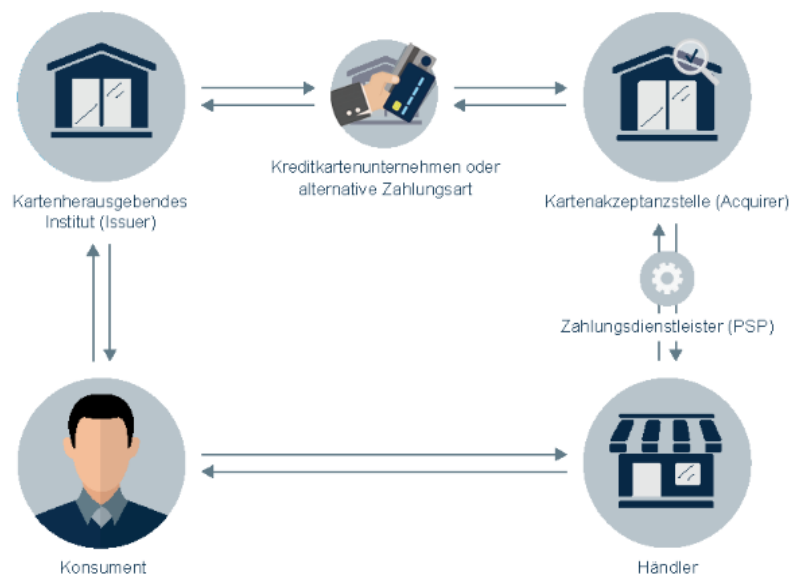 Kreditkartenunternehmen oder
alternative Zahlungsart
Kartenherausgebendes
Institut (Issuer)
Kartenakzeptanzstelle (Acquirer)
Zahlungsdienstleister (PSP)
Konsument
Händler